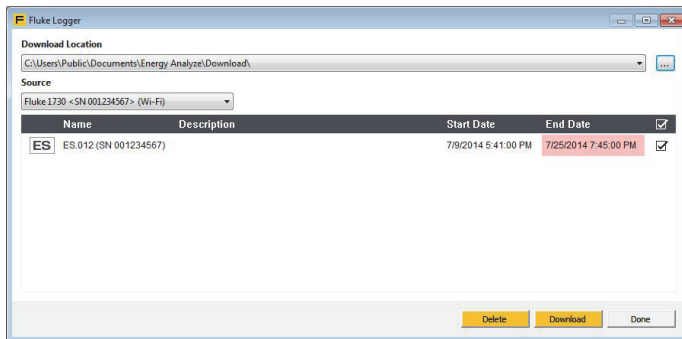 Fluke Logger
Download Location
C:\Users\Public\Documents\Energy Analyze\Download\
...
Source
Fluke 1730 <SN 001234567> (Wi-Fi)
Name Description Start Date End Date
ES ES.012 (SN 001234567) 7/9/2014 5:41:00 PM 7/25/2014 7:45:00 PM
Delete Download Done